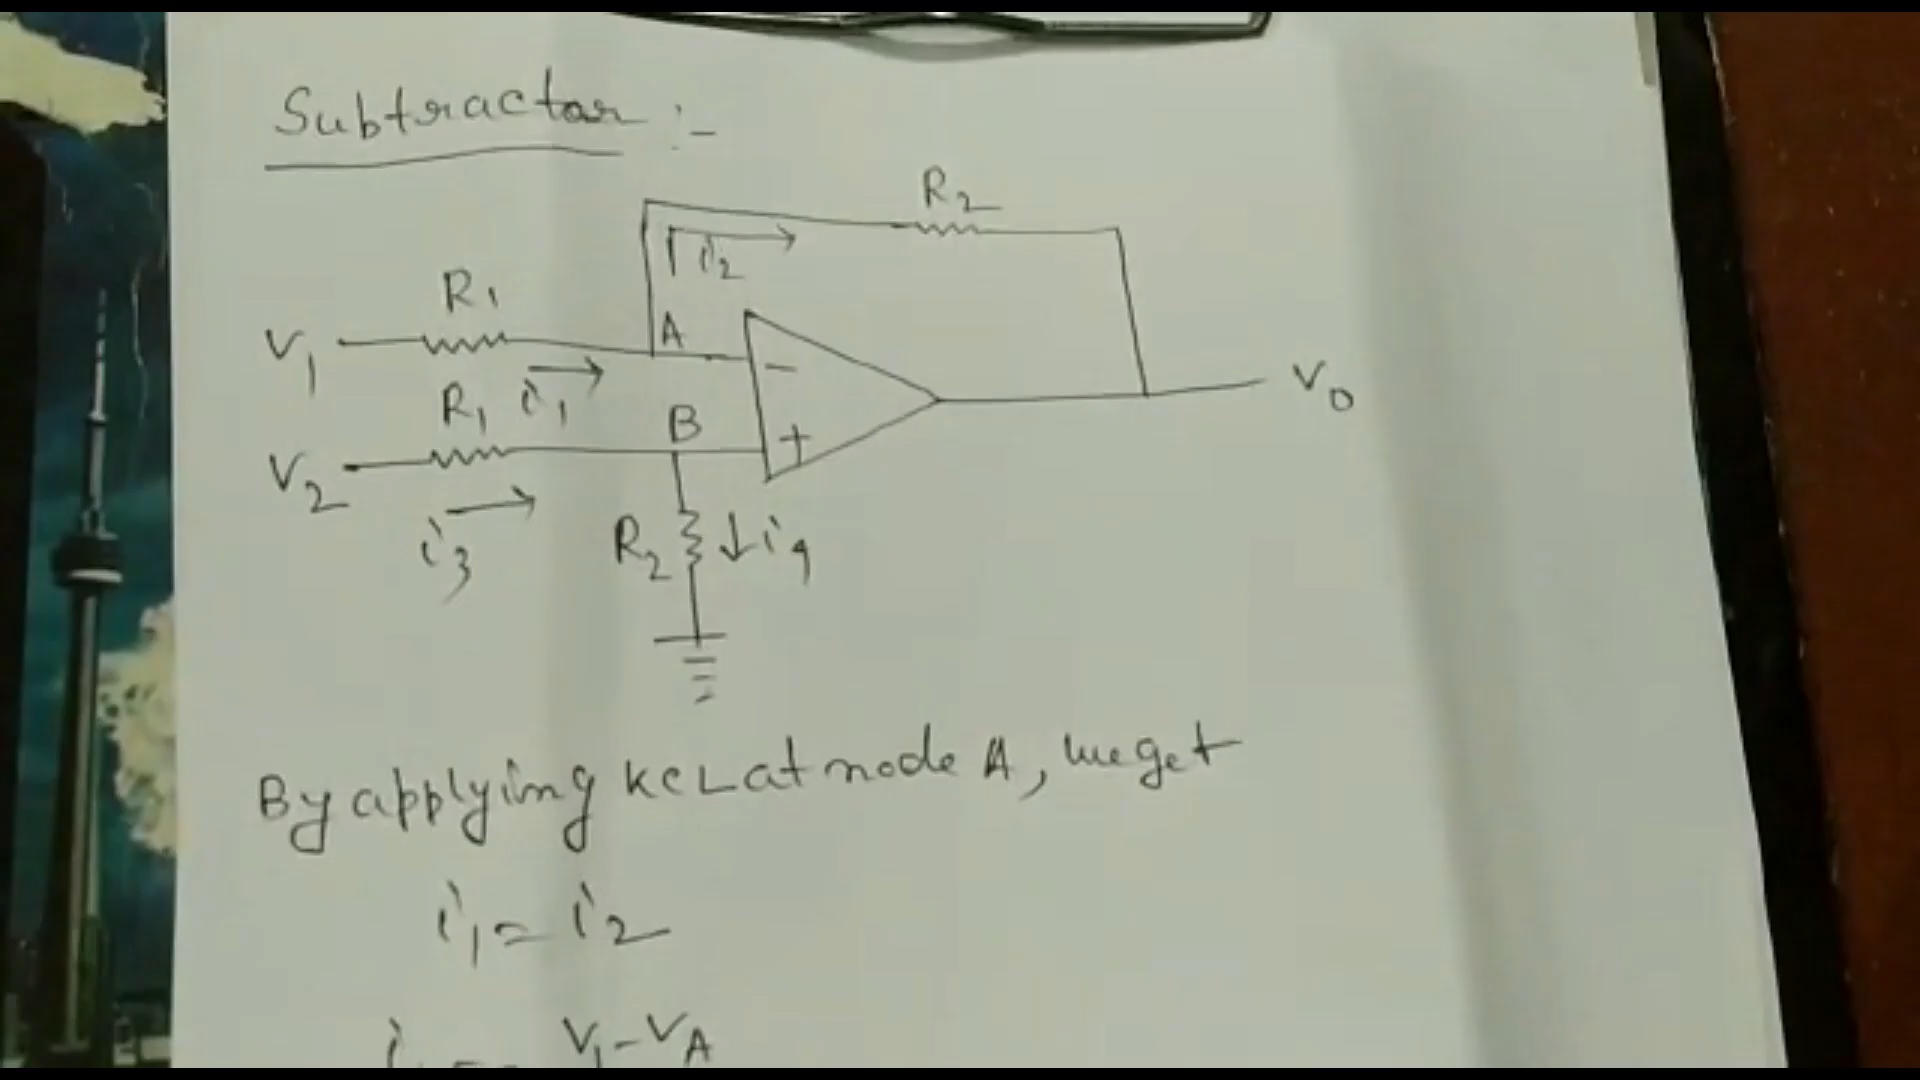 Subtractor :-
R2
i2
R1
V1
A
-
i1
V0
R1
B
V2
+
i3
R2
i4
By applying KCL at node A, we get
i1 = i2
i1 = V1-VA